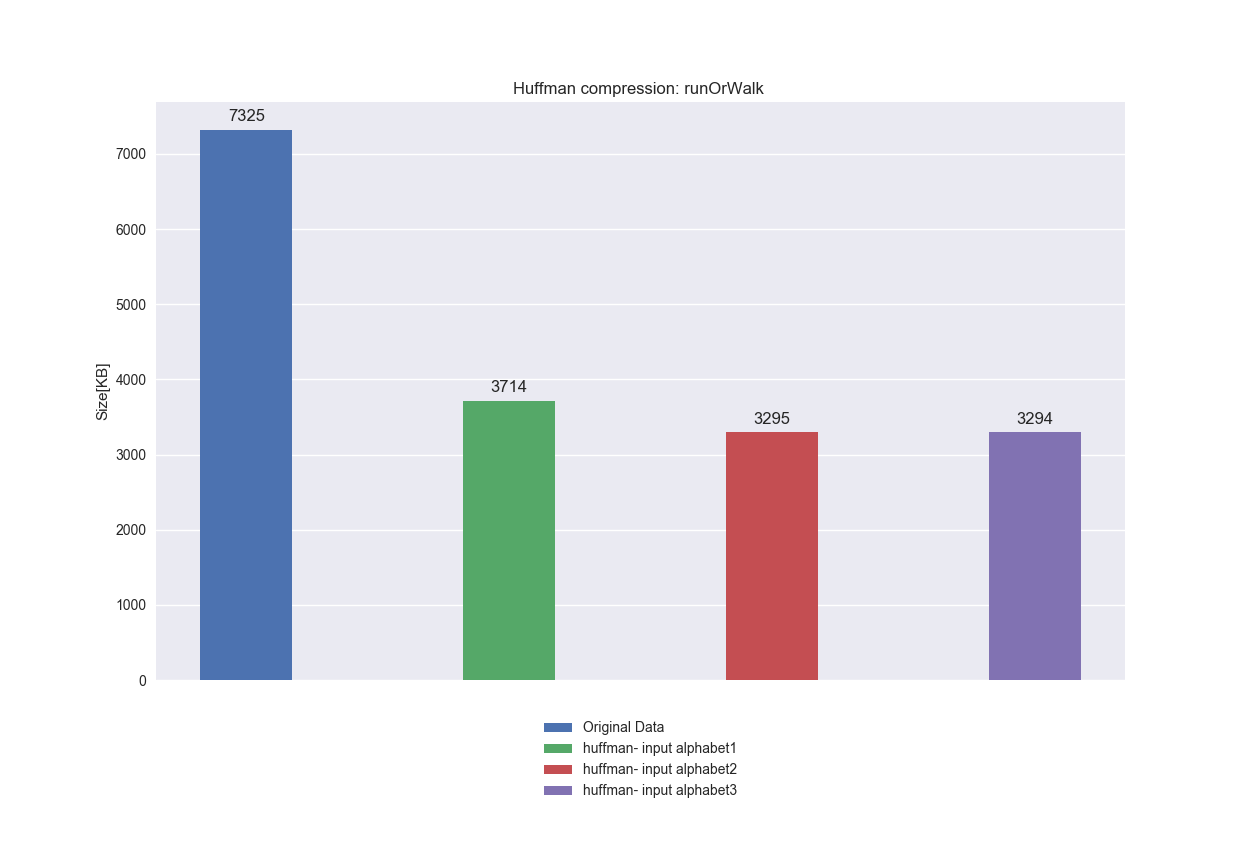 Huffman compression: runOrWalk
7325
7000
6000
5000
4000
3714
3295
3294
3000
2000
1000
0
Size[KB]
Original Data
huffman- input alphabet1
huffman- input alphabet2
huffman- input alphabet3